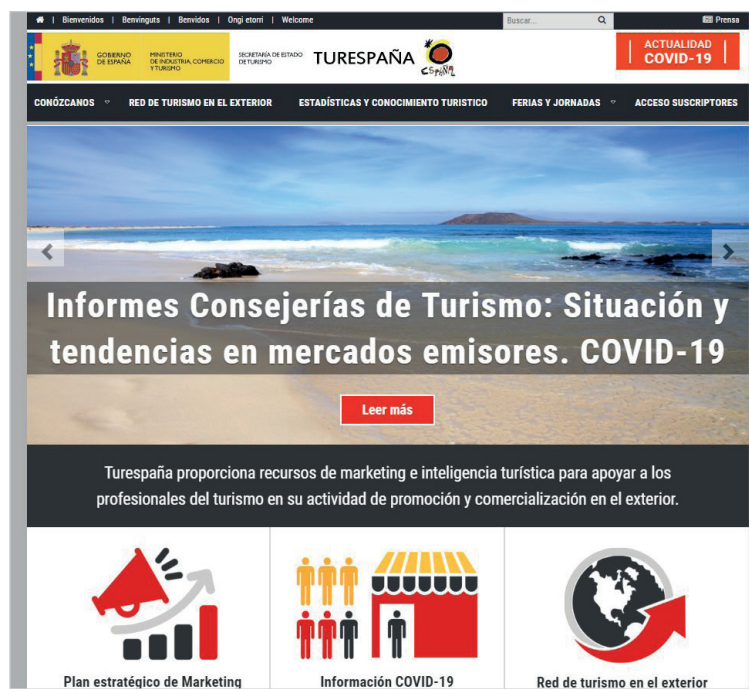 | Bienvenidos | Benvinguts | Benvidos | Ongi etorri | Welcome
Buscar...
Prensa
GOBIERNO
DE ESPAÑA
MINISTERIO
DE INDUSTRIA, COMERCIO
Y TURISMO
SECRETARÍA DE ESTADO
DE TURISMO
TURESPAÑA
ESPAÑA
ACTUALIDAD
COVID-19
CONÓZCANOS
RED DE TURISMO EN EL EXTERIOR
ESTADÍSTICAS Y CONOCIMIENTO TURISTICO
FERIAS Y JORNADAS
ACCESO SUSCRIPTORES
Informes Consejerías de Turismo: Situación y
tendencias en mercados emisores. COVID-19
Leer más
Turespaña proporciona recursos de marketing e inteligencia turística para apoyar a los
profesionales del turismo en su actividad de promoción y comercialización en el exterior.
Plan estratégico de Marketing
Información COVID-19
Red de turismo en el exterior